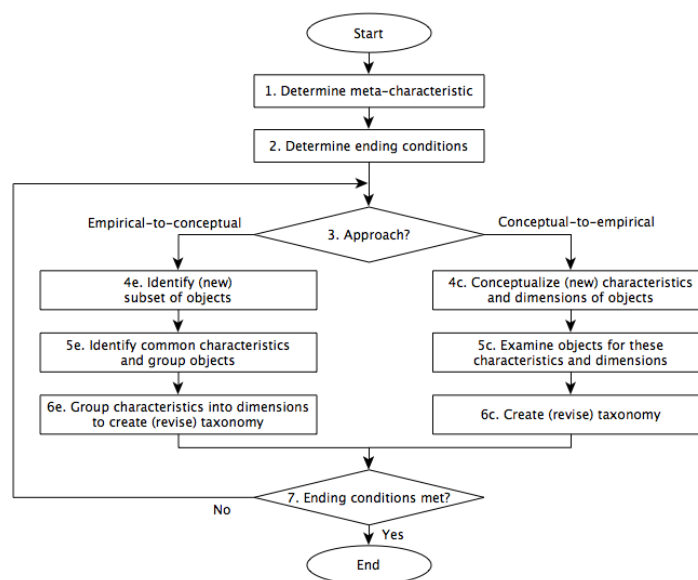 Start
1. Determine meta-characteristic
2. Determine ending conditions
Empirical-to-conceptual
Conceptual-to-empirical
3. Approach?
4e. Identify (new)
subset of objects
4c. Conceptualize (new) characteristics
and dimensions of objects
5e. Identify common characteristics
and group objects
5c. Examine objects for these
characteristics and dimensions
6e. Group characteristics into dimensions
to create (revise) taxonomy
6c. Create (revise) taxonomy
7. Ending conditions met?
No
Yes
End